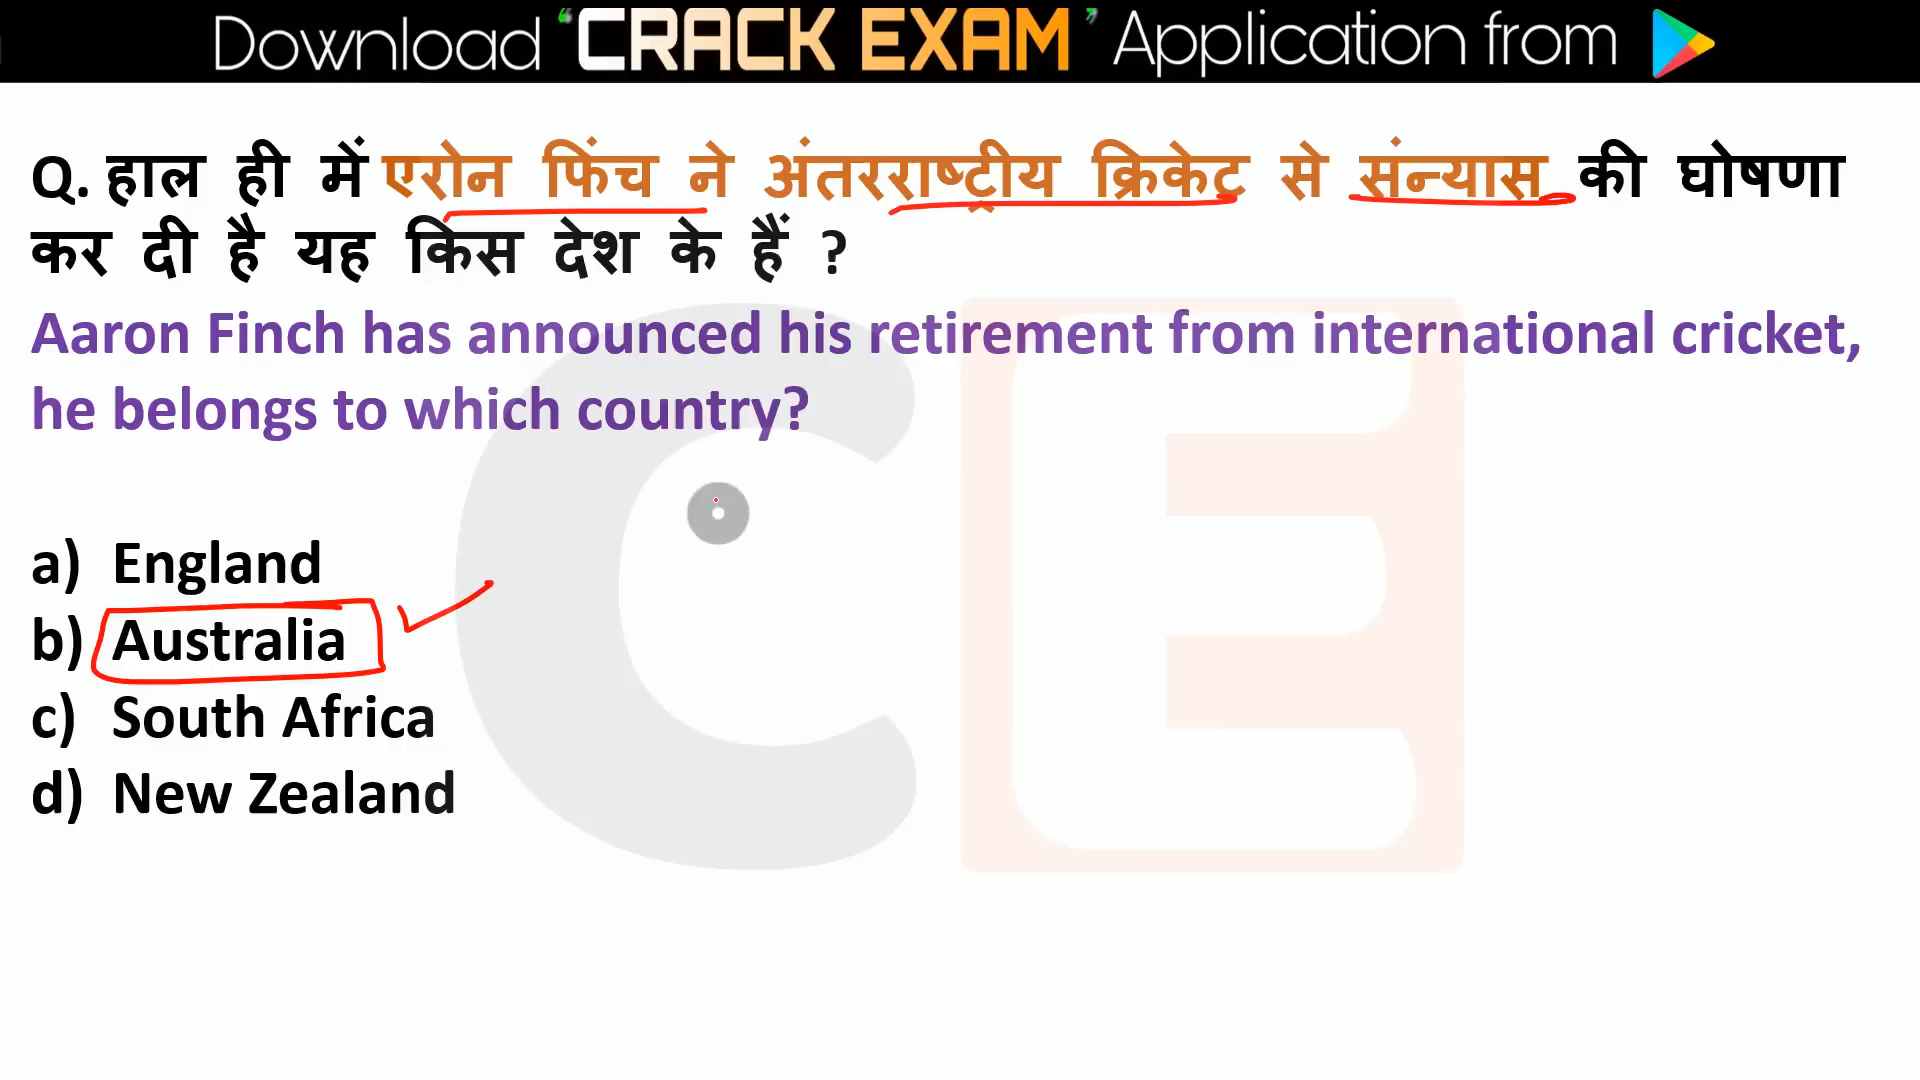 Download ‘CRACK EXAM’ Application from
Q. हाल ही में एरोन फिंच ने अंतरराष्ट्रीय क्रिकेट से संन्यास की घोषणा
कर दी है यह किस देश के हैं ?
Aaron Finch has announced his retirement from international cricket,
he belongs to which country?
a) England
b) Australia
c) South Africa
d) New Zealand
CE